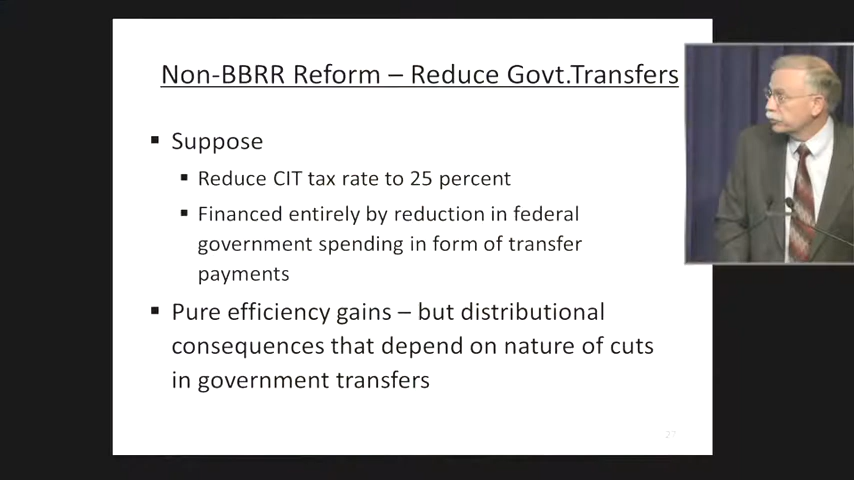 Non-BBRR Reform – Reduce Govt.Transfers
▪ Suppose
▪ Reduce CIT tax rate to 25 percent
▪ Financed entirely by reduction in federal
government spending in form of transfer
payments
▪ Pure efficiency gains – but distributional
consequences that depend on nature of cuts
in government transfers
27